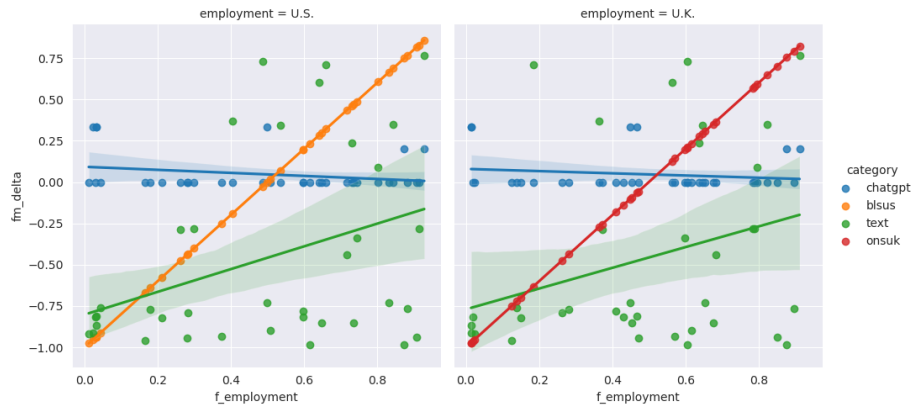 employment = U.S.
employment = U.K.
fm_delta
0.75
0.50
0.25
0.00
−0.25
−0.50
−0.75
−1.00
0.0 0.2 0.4 0.6 0.8
0.0 0.2 0.4 0.6 0.8
f_employment
f_employment
category
chatgpt
blsus
text
onsuk